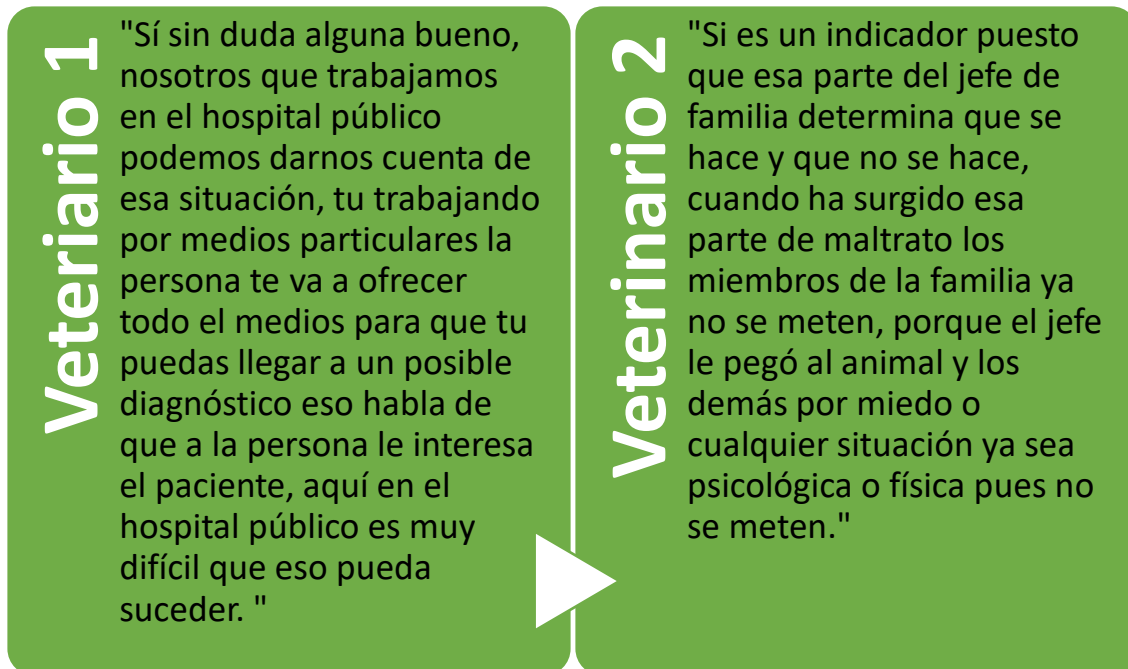 Veteriario 1
"Sí sin duda alguna bueno,
nosotros que trabajamos
en el hospital público
podemos darnos cuenta de
esa situación, tu trabajando
por medios particulares la
persona te va a ofrecer
todo el medios para que tu
puedas llegar a un posible
diagnóstico eso habla de
que a la persona le interesa
el paciente, aquí en el
hospital público es muy
difícil que eso pueda
suceder. "
Veterinario 2
"Si es un indicador puesto
que esa parte del jefe de
familia determina que se
hace y que no se hace,
cuando ha surgido esa
parte de maltrato los
miembros de la familia ya
no se meten, porque el jefe
le pegó al animal y los
demás por miedo o
cualquier situación ya sea
psicológica o física pues no
se meten."